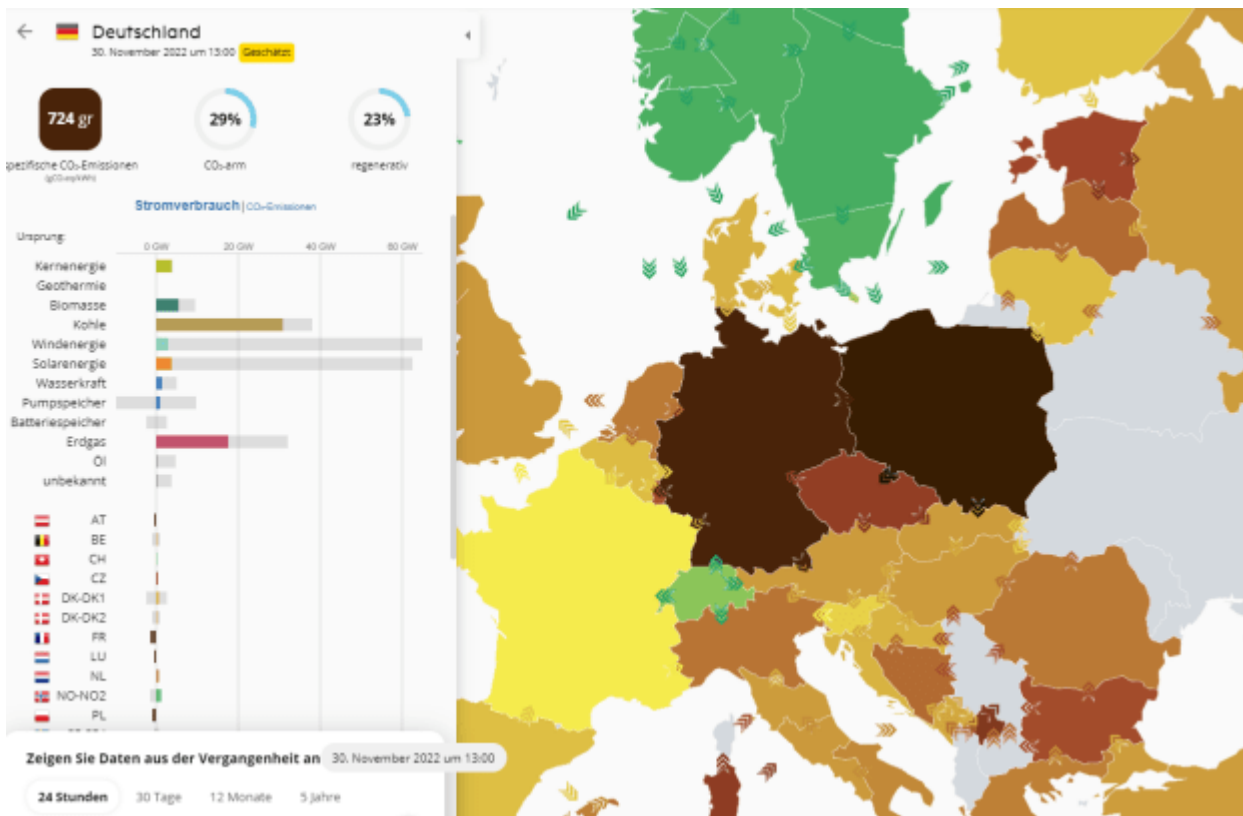 Deutschland
30. November 2022 um 13:00 Geschätzt
724 gr
29%
23%
spezifische CO₂-Emissionen
(gCO₂eq/kWh)
CO₂-arm
regenerativ
Stromverbrauch | CO₂-Emissionen
Ursprung:
0 GW 20 GW 40 GW 60 GW
Kernenergie
Geothermie
Biomasse
Kohle
Windenergie
Solarenergie
Wasserkraft
Pumpspeicher
Batteriespeicher
Erdgas
Öl
unbekannt
AT
BE
CH
CZ
DK-DK1
DK-DK2
FR
LU
NL
NO-NO2
PL
Zeigen Sie Daten aus der Vergangenheit an 30. November 2022 um 13:00
24 Stunden 30 Tage 12 Monate 5 Jahre